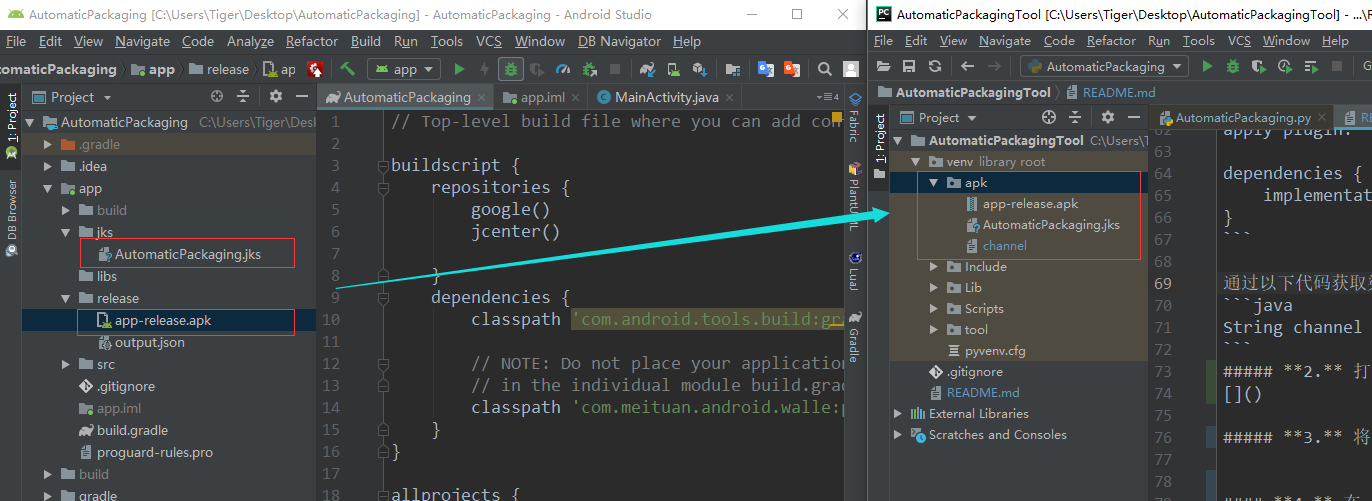 AutomaticPackaging [C:\Users\Tiger\Desktop\AutomaticPackaging] - AutomaticPackaging - Android Studio
File Edit View Navigate Code Analyze Refactor Build Run Tools VCS Window DB Navigator Help
utomaticPackaging app release ap app
1: Project
DB Browser
Project
AutomaticPackaging C:\Users\Tiger\Des
.gradle
.idea
app
build
jks
AutomaticPackaging.jks
libs
release
app-release.apk
output.json
src
.gitignore
app.iml
build.gradle
proguard-rules.pro
build
gradle
AutomaticPackaging app.iml MainActivity.java
1 // Top-level build file where you can add con
2
3 buildscript {
4 repositories {
5 google()
6 jcenter()
7
8 }
9 dependencies {
10 classpath 'com.android.tools.build:gr
11
12 // NOTE: Do not place your application
13 // in the individual module build.grad
14 classpath 'com.meituan.android.walle:p
15 }
16 }
17
18 allprojects {
Fabric
PlantUML
Lual
Gradle
PC
AutomaticPackagingTool [C:\Users\Tiger\Desktop\AutomaticPackagingTool] - ...\R
File Edit View Navigate Code Refactor Run Tools VCS Window Help
AutomaticPackaging
AutomaticPackagingTool README.md
1: Project
Project
AutomaticPackagingTool C:\Users\T
venv library root
apk
app-release.apk
AutomaticPackaging.jks
channel
Include
Lib
Scripts
tool
pyvenv.cfg
.gitignore
README.md
External Libraries
Scratches and Consoles
AutomaticPackaging.py RE
62 apply plugin:
63
64 dependencies {
65 implementat
66 }
67 ```
68
69 通过以下代码获取
70 ```java
71 String channel
72 ```
73 ##### **2.** 打
74 []()
75
76 ##### **3.** 将
77
78